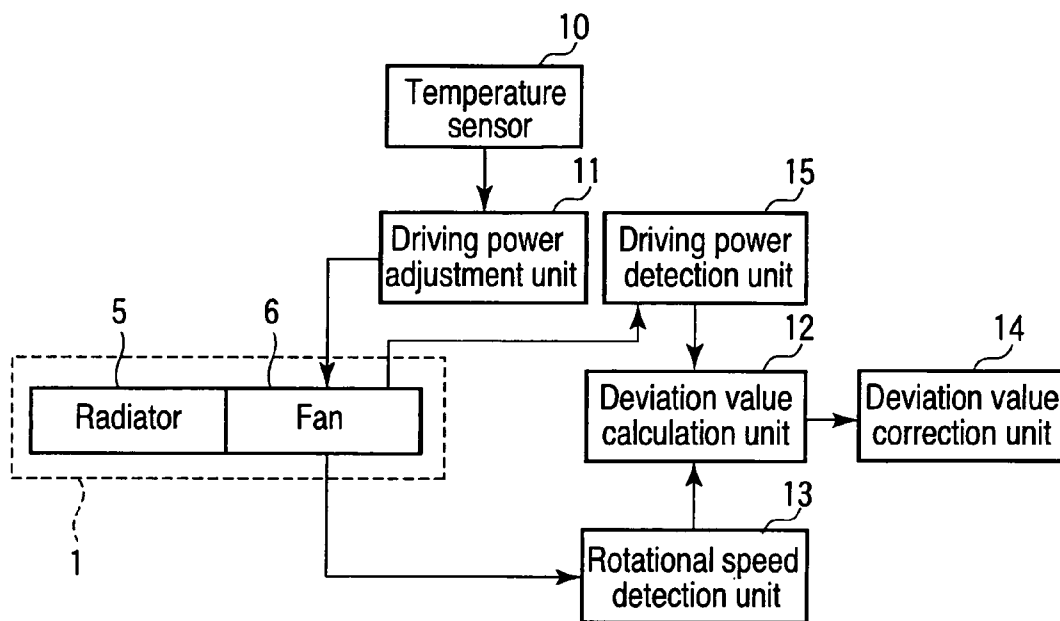 10
Temperature
sensor
11
15
Driving power
adjustment unit
Driving power
detection unit
5
6
12
14
Radiator
Fan
Deviation value
calculation unit
Deviation value
correction unit
1
13
Rotational speed
detection unit